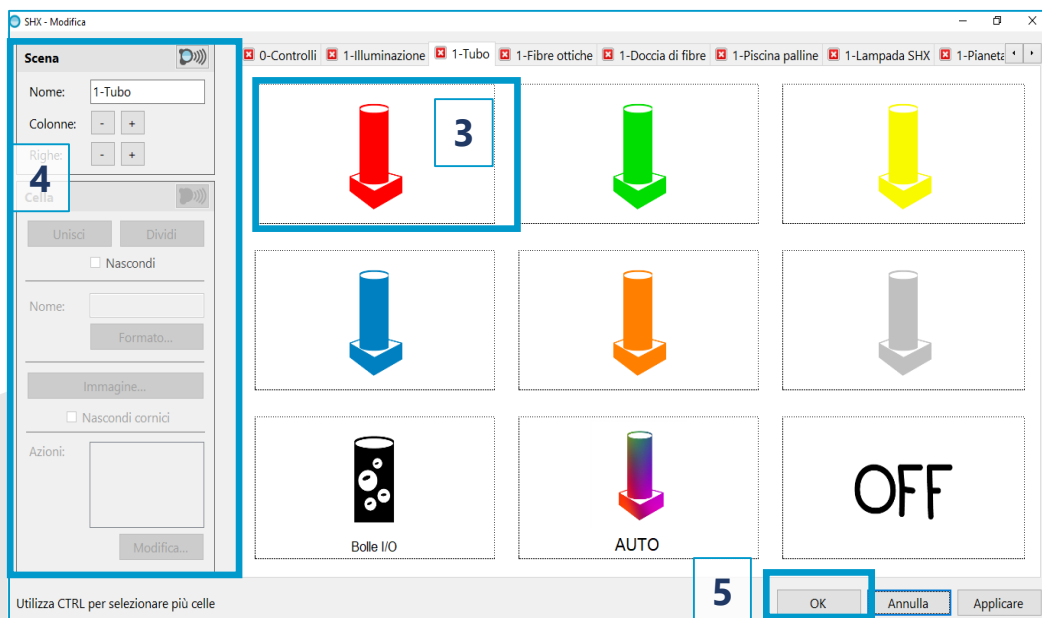 SHX - Modifica
Scena
0-Controlli 1-Illuminazione 1-Tubo 1-Fibre ottiche 1-Doccia di fibre 1-Piscina palline 1-Lampada SHX 1-Pianeta
Nome: 1-Tubo
3
Colonne: - +
Righe: - +
4
Cella
Unisci Dividi
Nascondi
Nome:
Formato...
Immagine...
Nascondi cornici
Azioni:
OFF
Bolle I/O AUTO
Modifica...
5
Utilizza CTRL per selezionare più celle OK Annulla Applicare